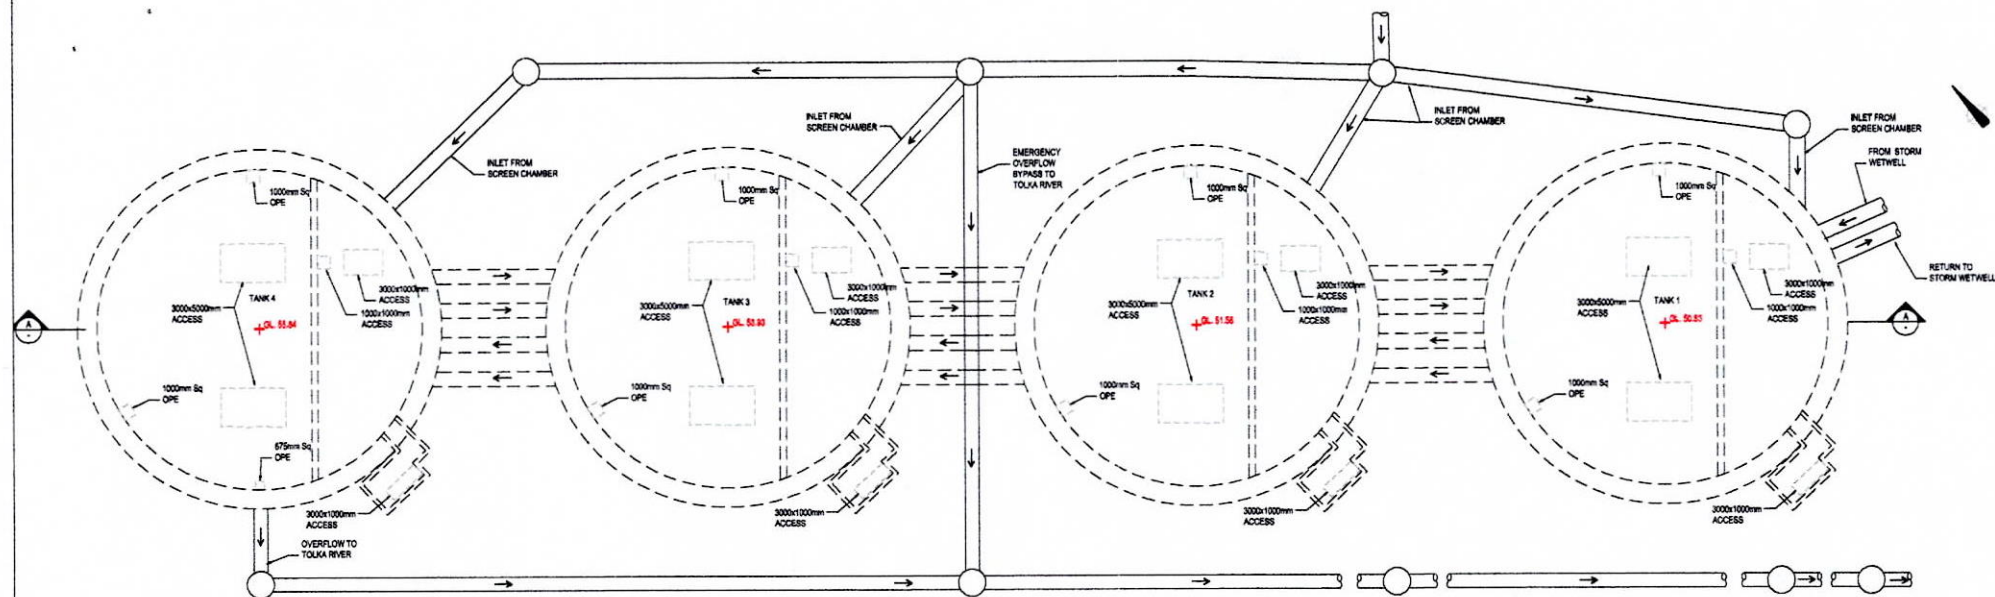 INLET FROM
SCREEN CHAMBER
INLET FROM
SCREEN CHAMBER
INLET FROM
SCREEN CHAMBER
INLET FROM
SCREEN CHAMBER
FROM STORM
WETWELL
RETURN TO
STORM WETWELL
EMERGENCY
OVERFLOW
BYPASS TO
TOLKA RIVER
1000mm Sq
OPE
3000x5000mm
ACCESS
TANK 4
3000x1000mm
ACCESS
1000x1000mm
ACCESS
1000mm Sq
OPE
675mm Sq
OPE
3000x1000mm
ACCESS
OVERFLOW TO
TOLKA RIVER
1000mm Sq
OPE
3000x5000mm
ACCESS
TANK 3
3000x1000mm
ACCESS
1000x1000mm
ACCESS
1000mm Sq
OPE
3000x1000mm
ACCESS
1000mm Sq
OPE
3000x5000mm
ACCESS
TANK 2
GL. 51.56
3000x1000mm
ACCESS
1000x1000mm
ACCESS
1000mm Sq
OPE
3000x1000mm
ACCESS
1000mm Sq
OPE
3000x5000mm
ACCESS
TANK 1
3000x1000mm
ACCESS
1000x1000mm
ACCESS
1000mm Sq
OPE
3000x1000mm
ACCESS
A
A